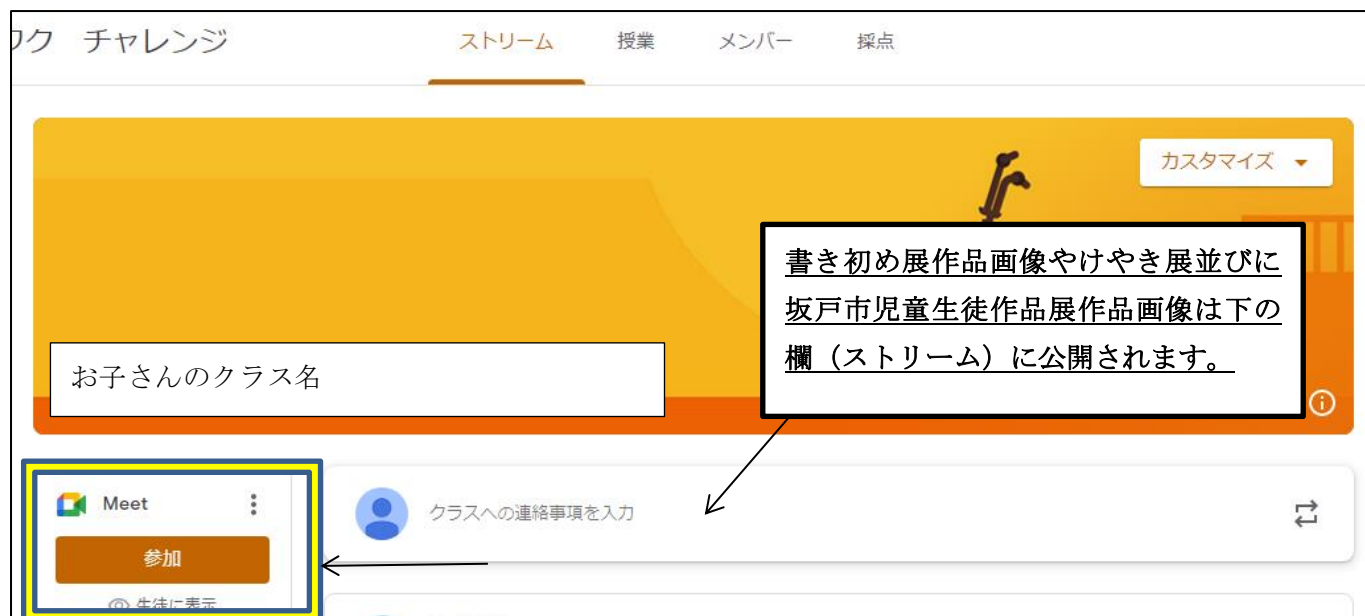 ワク チャレンジ
ストリーム 授業 メンバー 採点
カスタマイズ
書き初め展作品画像やけやき展並びに
坂戸市児童生徒作品展作品画像は下の
欄（ストリーム）に公開されます。
お子さんのクラス名
Meet
クラスへの連絡事項を入力
参加
生徒に表示